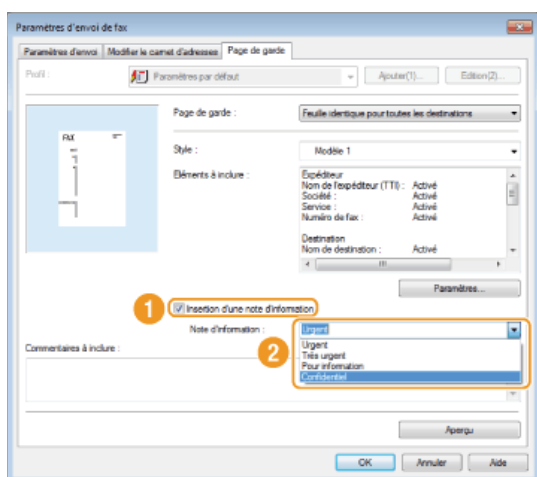 Paramètres d'envoi de fax
Paramètres d'envoi Modifier le carnet d'adresses Page de garde
Profil : Paramètres par défaut Ajouter(1)... Edition(2)...
Page de garde : Feuille identique pour toutes les destinations
FAX
Style : Modèle 1
Eléments à inclure : Expéditeur
Nom de l'expéditeur (TTI) : Activé
Société : Activé
Service : Activé
Numéro de fax : Activé
Destination
Nom de destination : Activé
Paramètres...
1 Insertion d'une note d'information
Note d'information : Urgent
2
Commentaires à inclure : Urgent
Très urgent
Pour information
Confidentiel
Aperçu
OK Annuler Aide